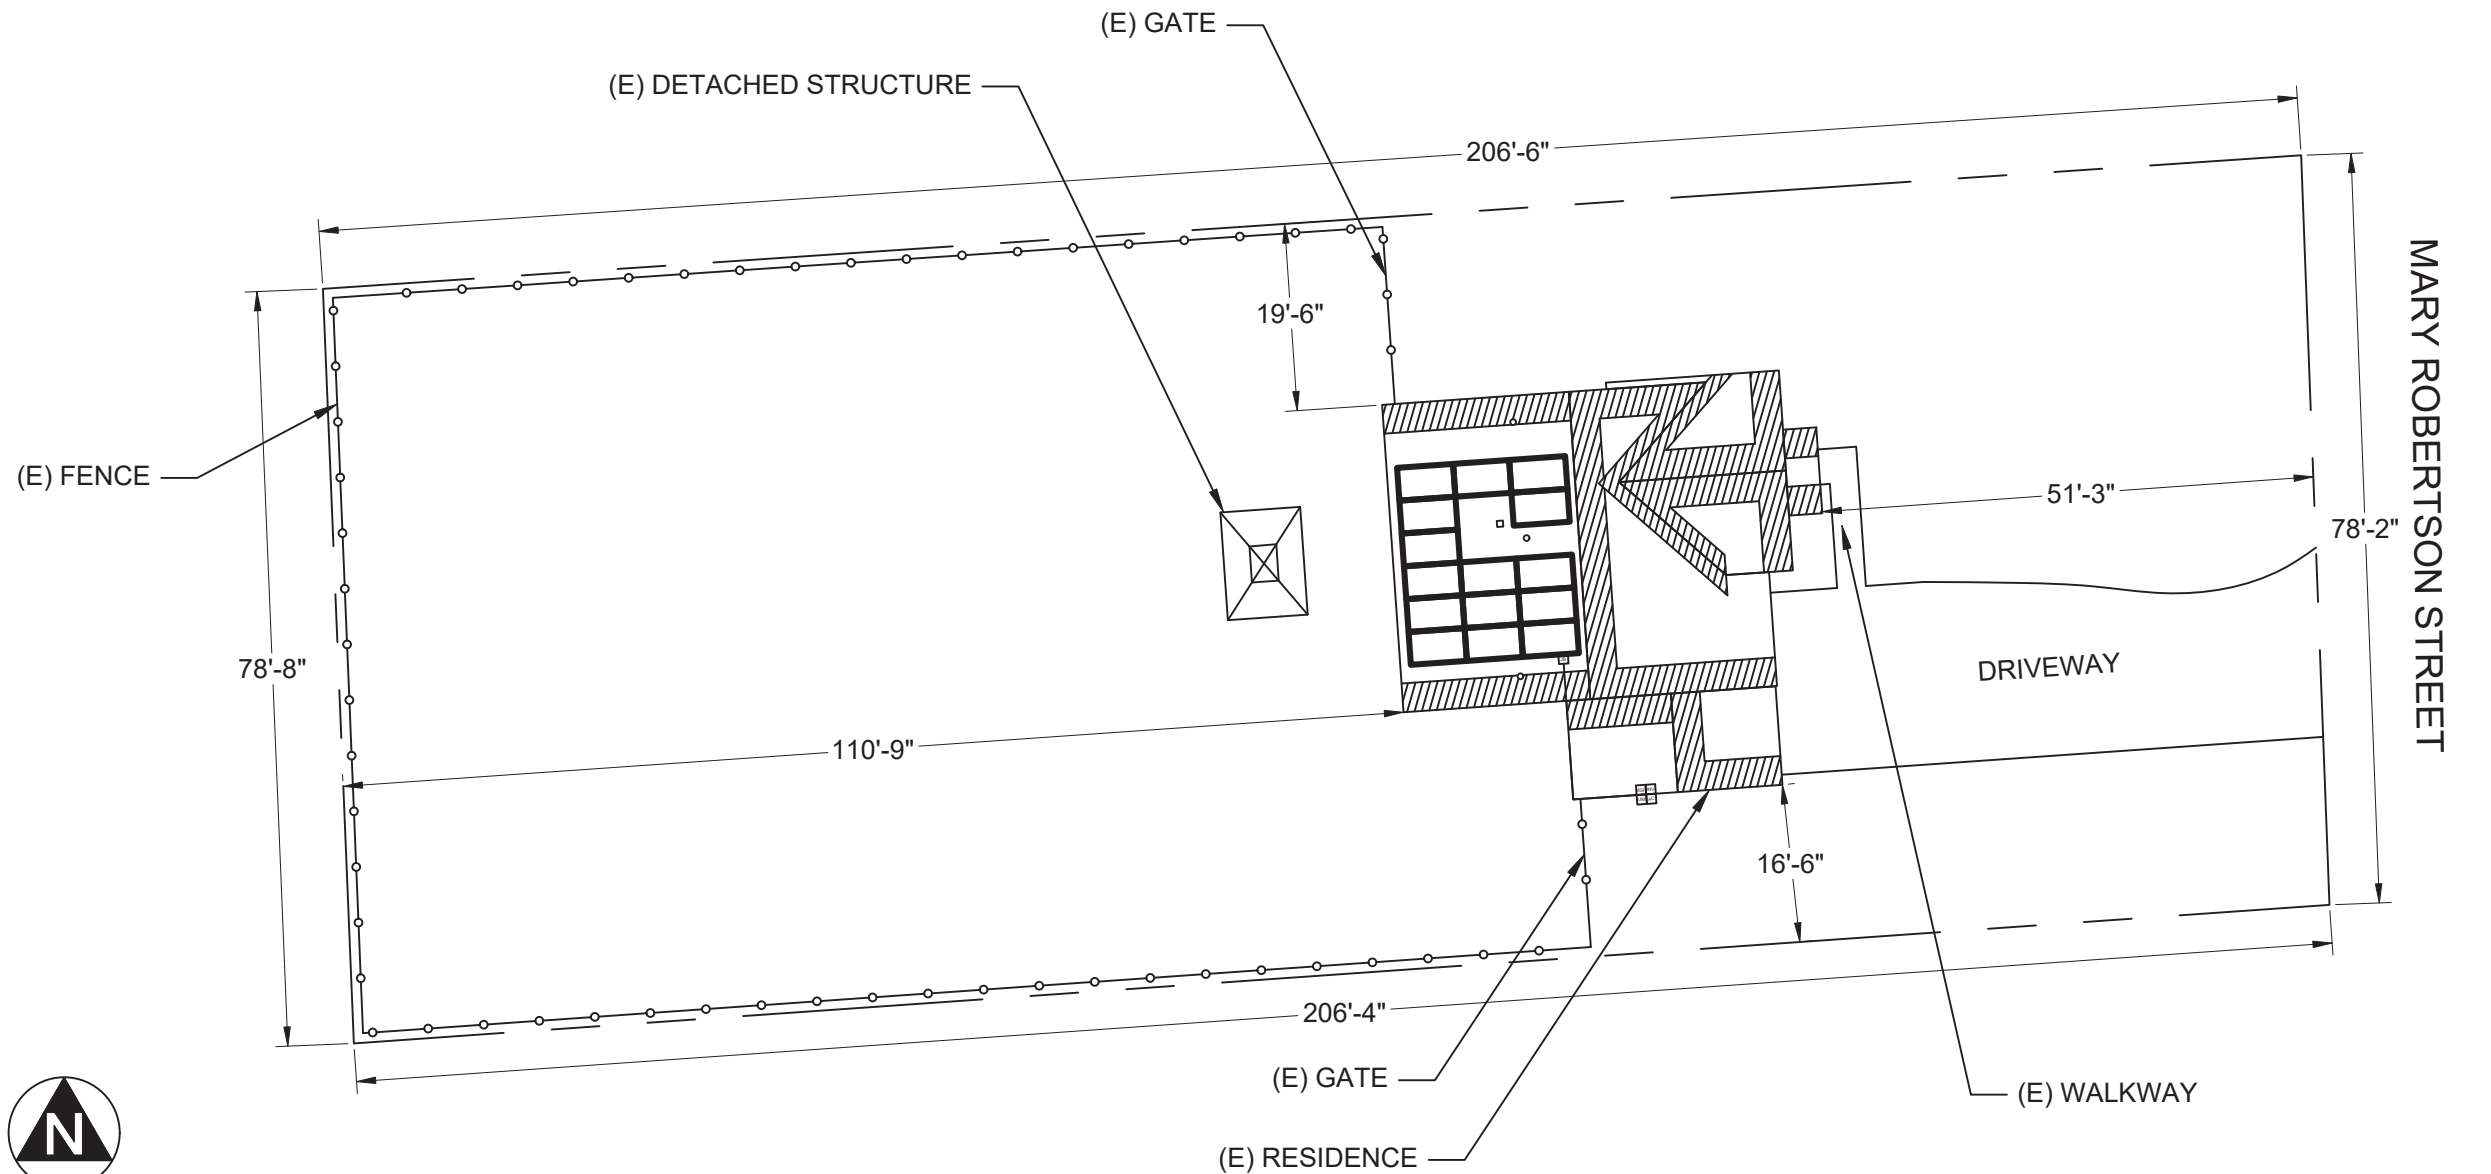 (E) GATE
(E) DETACHED STRUCTURE
206'-6"
19'-6"
MARY ROBERTSON STREET
(E) FENCE
51'-3"
78'-2"
78'-8"
DRIVEWAY
110'-9"
16'-6"
206'-4"
(E) GATE
(E) WALKWAY
(E) RESIDENCE
N